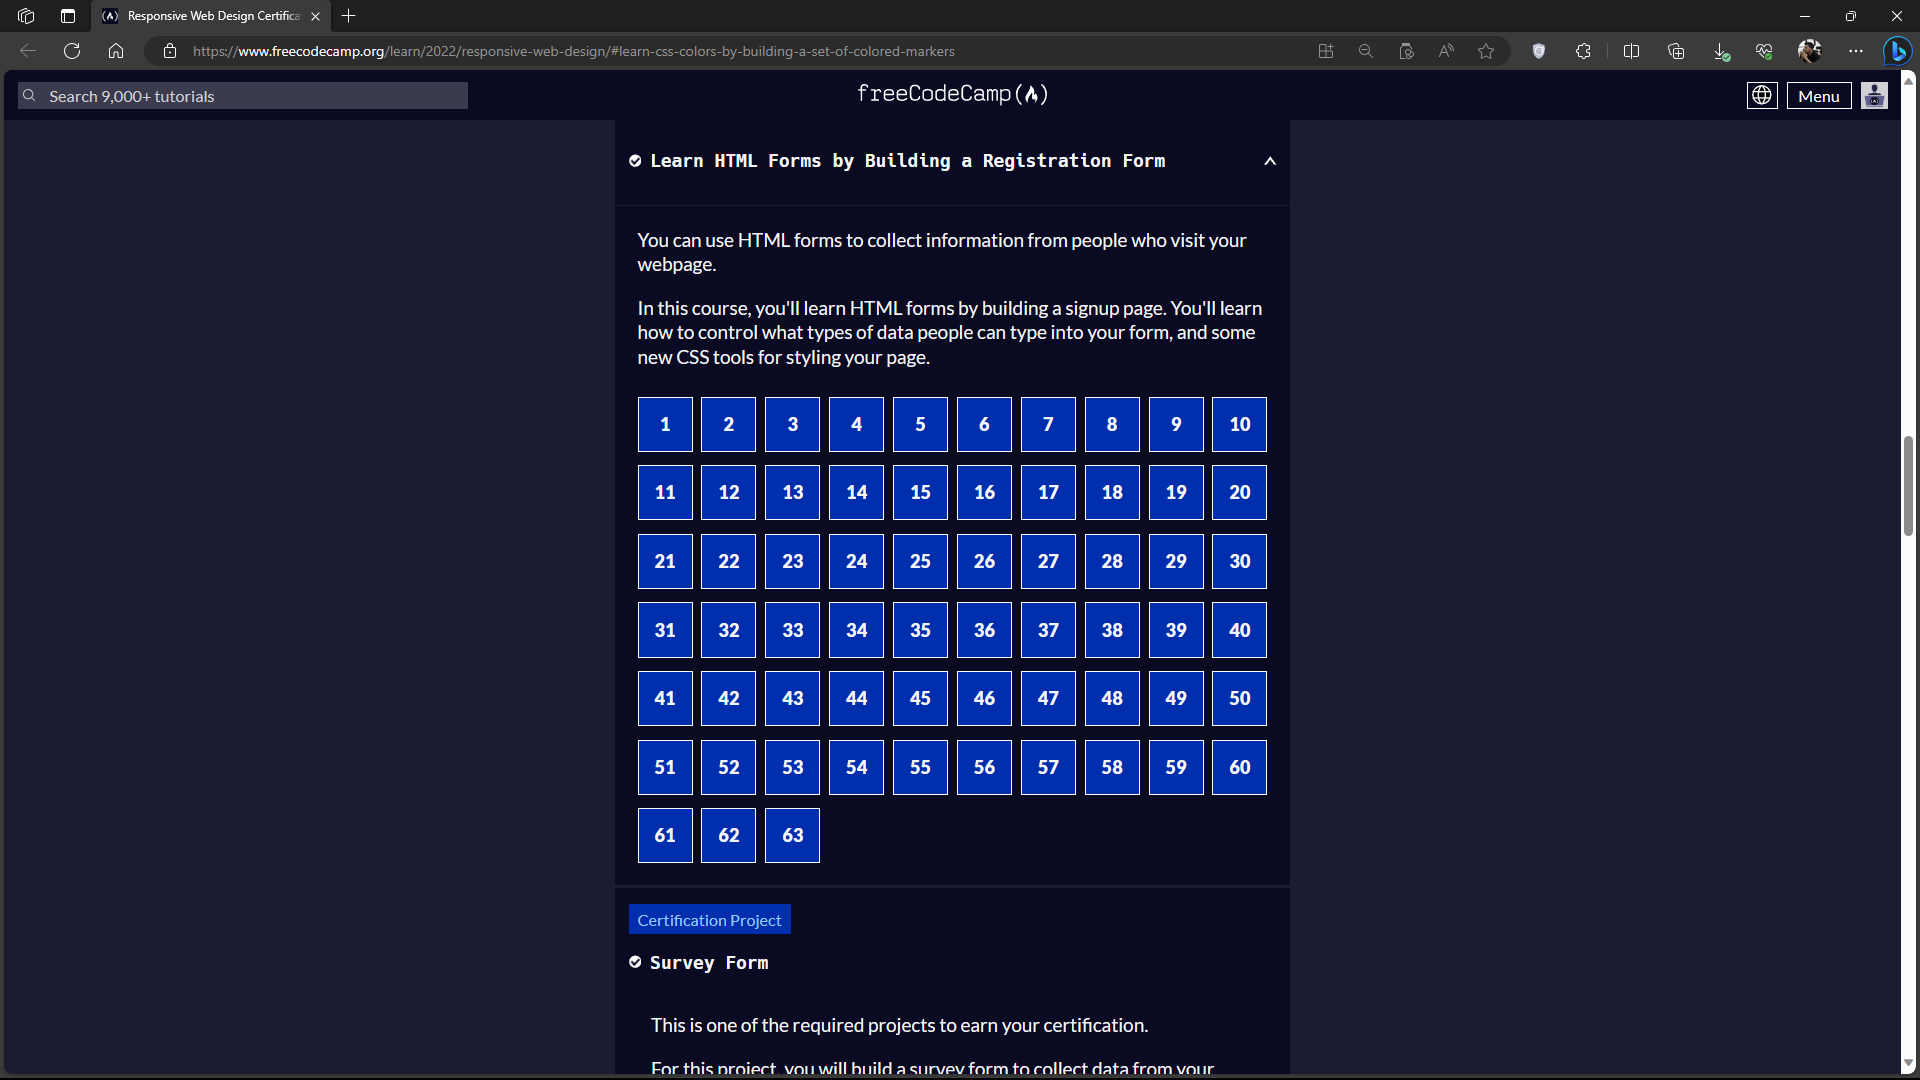 Responsive Web Design Certifica
https://www.freecodecamp.org/learn/2022/responsive-web-design/#learn-css-colors-by-building-a-set-of-colored-markers
Search 9,000+ tutorials
freeCodeCamp
Menu
Learn HTML Forms by Building a Registration Form
You can use HTML forms to collect information from people who visit your
webpage.
In this course, you'll learn HTML forms by building a signup page. You'll learn
how to control what types of data people can type into your form, and some
new CSS tools for styling your page.
1 2 3 4 5 6 7 8 9 10
11 12 13 14 15 16 17 18 19 20
21 22 23 24 25 26 27 28 29 30
31 32 33 34 35 36 37 38 39 40
41 42 43 44 45 46 47 48 49 50
51 52 53 54 55 56 57 58 59 60
61 62 63
Certification Project
Survey Form
This is one of the required projects to earn your certification.
For this project, you will build a survey form to collect data from your